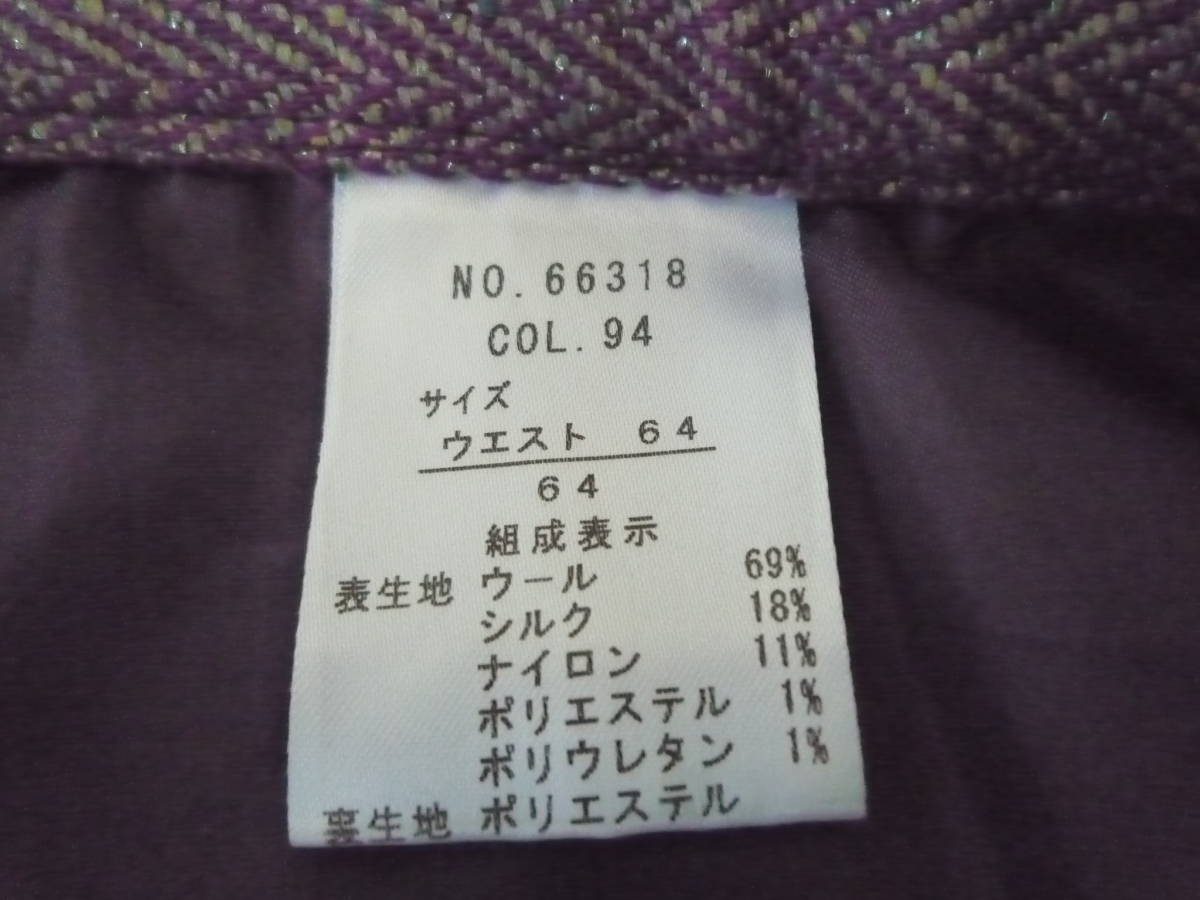 NO. 66318
COL. 94
サイズ
ウエスト 64
64
組成表示
表生地 ウール 69%
シルク 18%
ナイロン 11%
ポリエステル 1%
ポリウレタン 1%
裏生地 ポリエステル